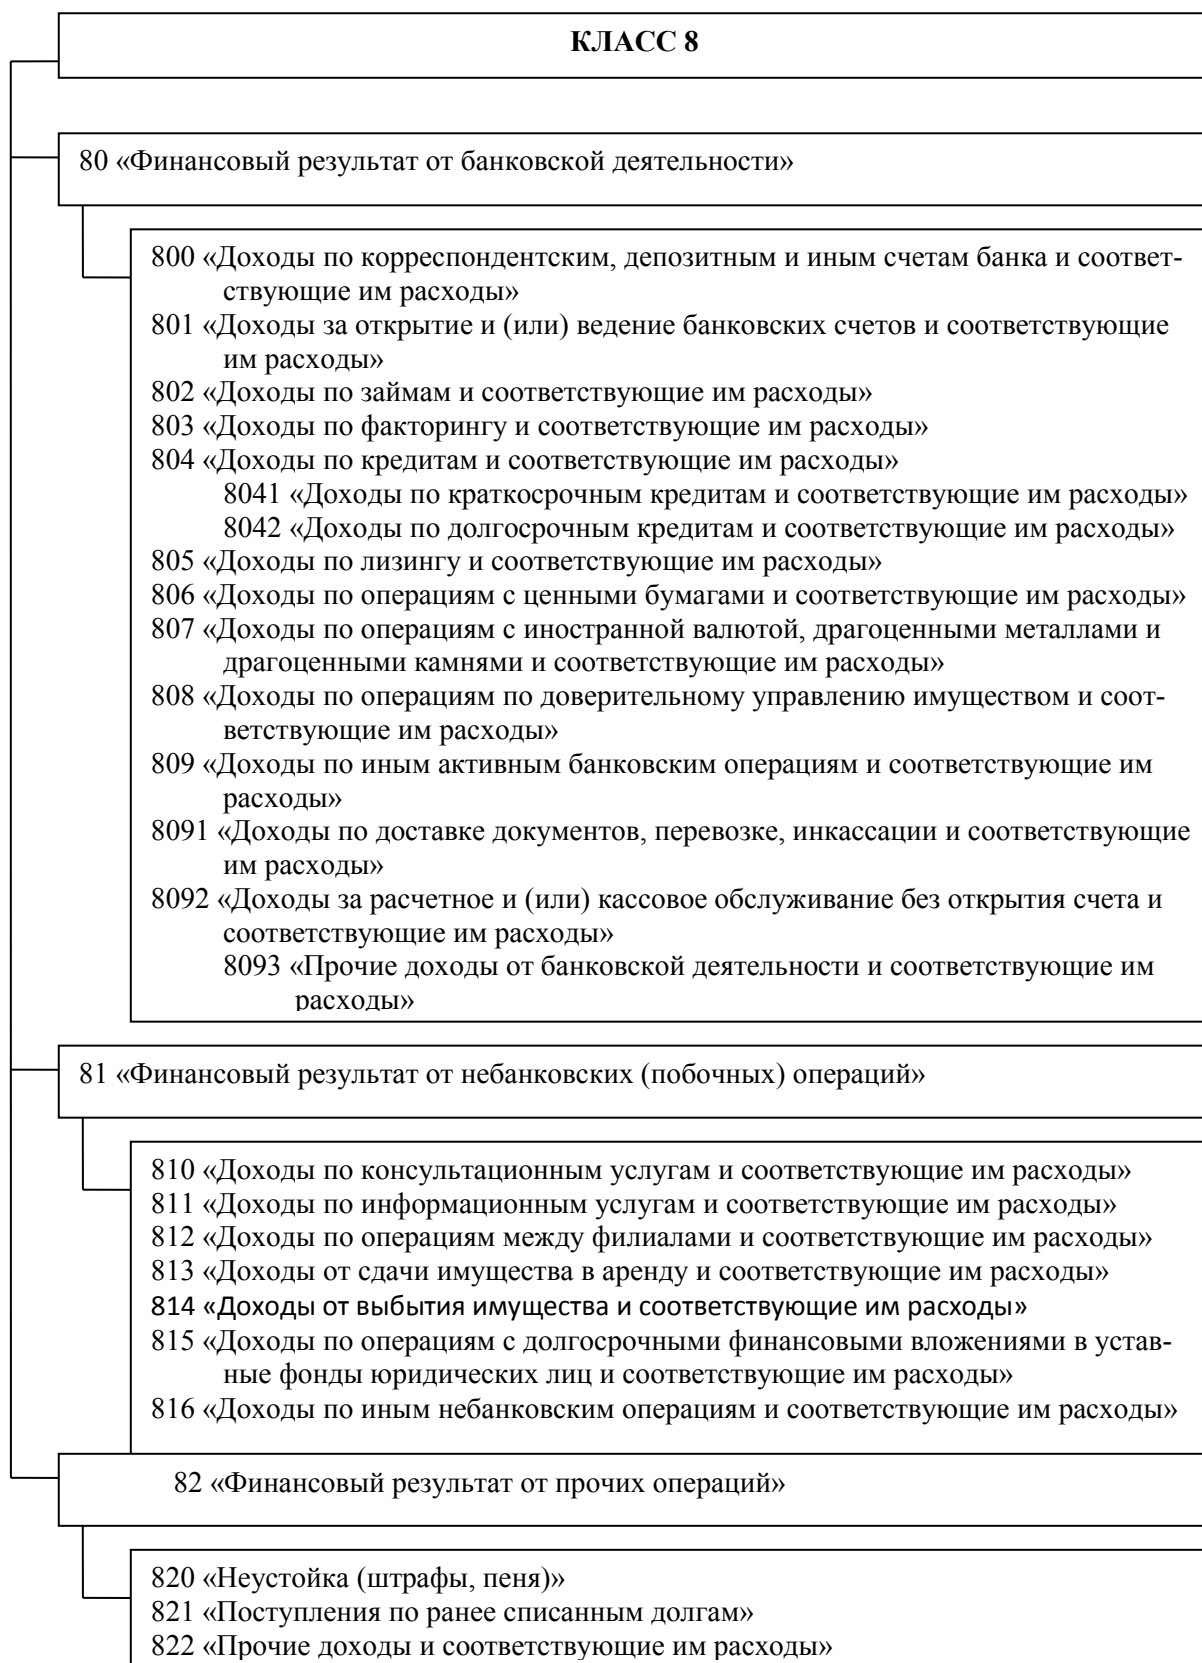 КЛАСС 8
80 «Финансовый результат от банковской деятельности»
800 «Доходы по корреспондентским, депозитным и иным счетам банка и соответ-
ствующие им расходы»
801 «Доходы за открытие и (или) ведение банковских счетов и соответствующие
им расходы»
802 «Доходы по займам и соответствующие им расходы»
803 «Доходы по факторингу и соответствующие им расходы»
804 «Доходы по кредитам и соответствующие им расходы»
8041 «Доходы по краткосрочным кредитам и соответствующие им расходы»
8042 «Доходы по долгосрочным кредитам и соответствующие им расходы»
805 «Доходы по лизингу и соответствующие им расходы»
806 «Доходы по операциям с ценными бумагами и соответствующие им расходы»
807 «Доходы по операциям с иностранной валютой, драгоценными металлами и
драгоценными камнями и соответствующие им расходы»
808 «Доходы по операциям по доверительному управлению имуществом и соот-
ветствующие им расходы»
809 «Доходы по иным активным банковским операциям и соответствующие им
расходы»
8091 «Доходы по доставке документов, перевозке, инкассации и соответствующие
им расходы»
8092 «Доходы за расчетное и (или) кассовое обслуживание без открытия счета и
соответствующие им расходы»
8093 «Прочие доходы от банковской деятельности и соответствующие им
расходы»
81 «Финансовый результат от небанковских (побочных) операций»
810 «Доходы по консультационным услугам и соответствующие им расходы»
811 «Доходы по информационным услугам и соответствующие им расходы»
812 «Доходы по операциям между филиалами и соответствующие им расходы»
813 «Доходы от сдачи имущества в аренду и соответствующие им расходы»
814 «Доходы от выбытия имущества и соответствующие им расходы»
815 «Доходы по операциям с долгосрочными финансовыми вложениями в устав-
ные фонды юридических лиц и соответствующие им расходы»
816 «Доходы по иным небанковским операциям и соответствующие им расходы»
82 «Финансовый результат от прочих операций»
820 «Неустойка (штрафы, пеня)»
821 «Поступления по ранее списанным долгам»
822 «Прочие доходы и соответствующие им расходы»